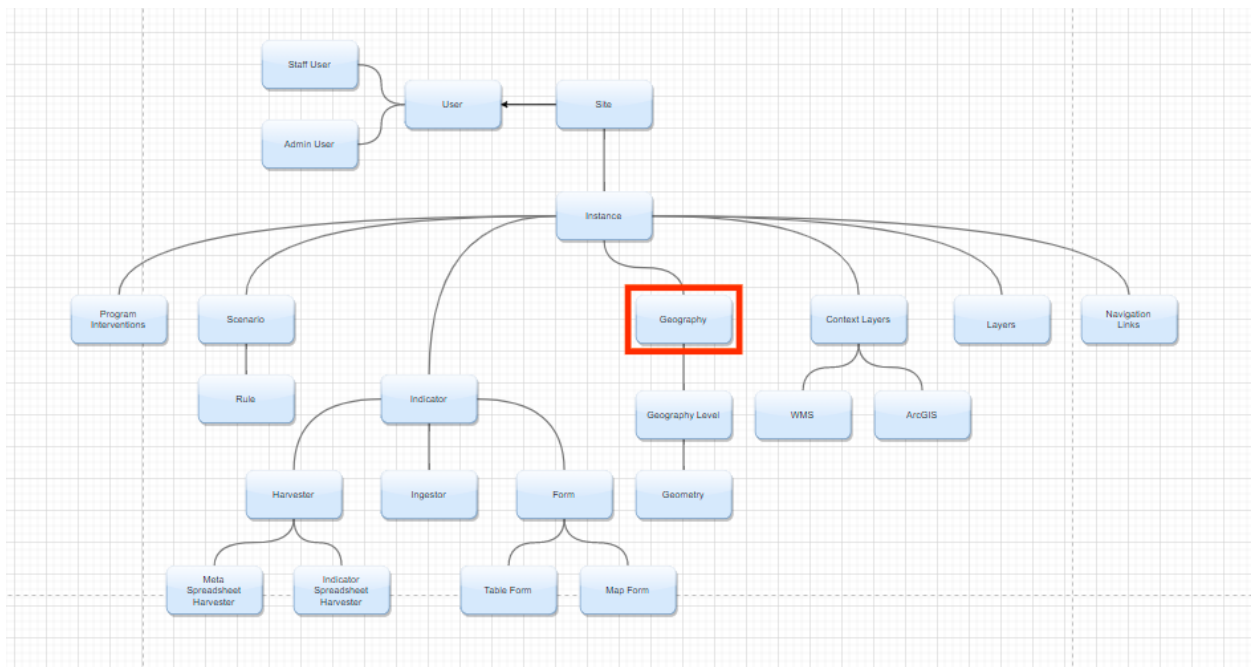 Staff User
User
Site
Admin User
Instance
Program
Interventions
Scenario
Geography
Context Layers
Layers
Navigation
Links
Rule
Indicator
Geography Level
WMS
ArcGIS
Harvester
Ingestor
Form
Geometry
Meta
Spreadsheet
Harvester
Indicator
Spreadsheet
Harvester
Table Form
Map Form